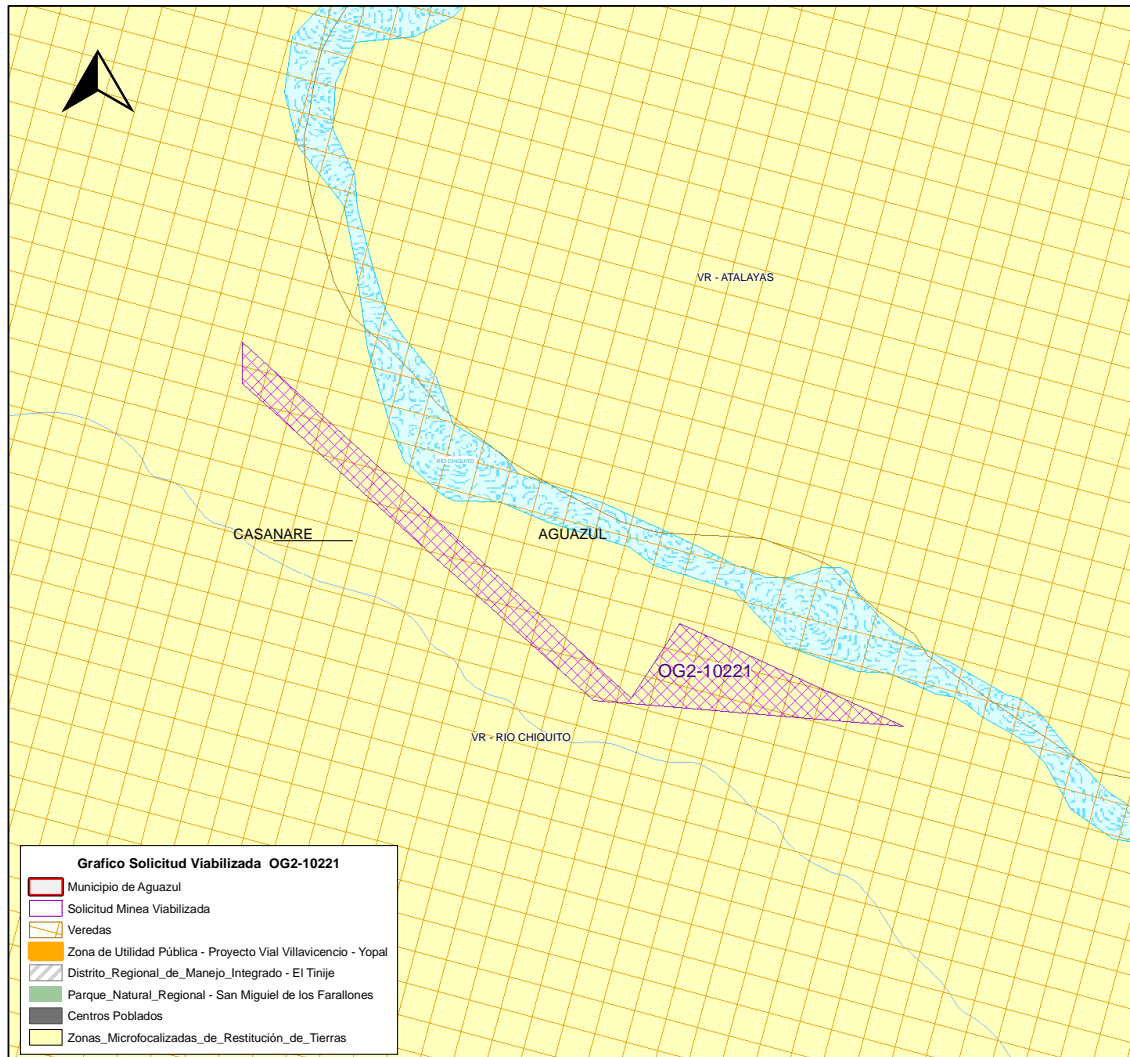 VR - ATALAYAS
RIO CHIQUITO
CASANARE
AGUAZUL
OG2-10221
VR - RIO CHIQUITO
Grafico Solicitud Viabilizada OG2-10221
Municipio de Aguazul
Solicitud Minea Viabilizada
Veredas
Zona de Utilidad Pública - Proyecto Vial Villavicencio - Yopal
Distrito_Regional_de_Manejo_Integrado - El Tinije
Parque_Natural_Regional - San Miguiel de los Farallones
Centros Poblados
Zonas_Microfocalizadas_de_Restitución_de_Tierras